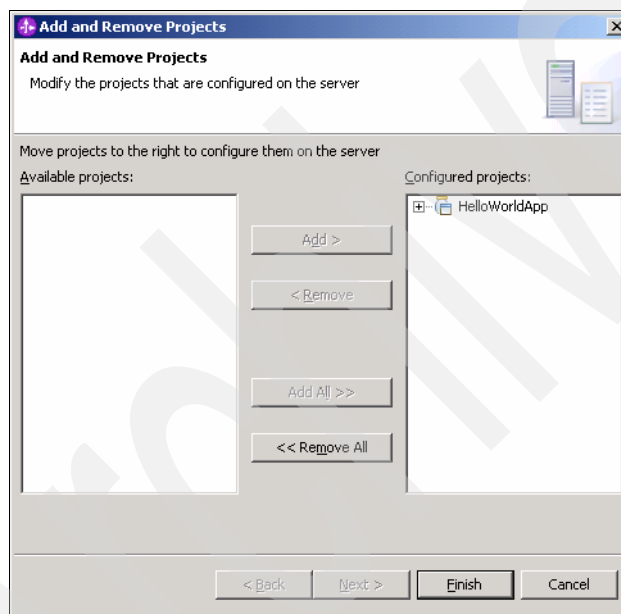 Add and Remove Projects
Add and Remove Projects
Modify the projects that are configured on the server
Move projects to the right to configure them on the server
Available projects:
Configured projects:
HelloWorldApp
Add >
< Remove
Add All >>
<< Remove All
< Back
Next >
Finish
Cancel